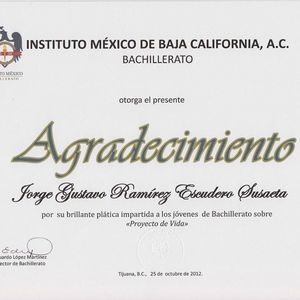 INSTITUTO MÉXICO DE BAJA CALIFORNIA, A.C.
BACHILLERATO
otorga el presente
Agradecimiento
Jorge Gustavo Ramírez Escudero Susaeta
por su brillante plática impartida a los jóvenes de Bachillerato sobre
«Proyecto de Vida»
uardo López Martínez
rector de Bachillerato
Tijuana, B.C., 25 de octubre de 2012.